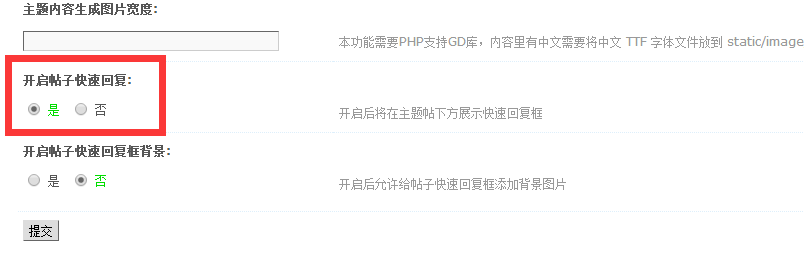 主题内容生成图片宽度：
本功能需要PHP支持GD库，内容里有中文需要将中文 TTF 字体文件放到 static/image
开启帖子快速回复：
是 否 开启后将在主题帖下方展示快速回复框
开启帖子快速回复框背景：
是 否 开启后允许给帖子快速回复框添加背景图片
提交